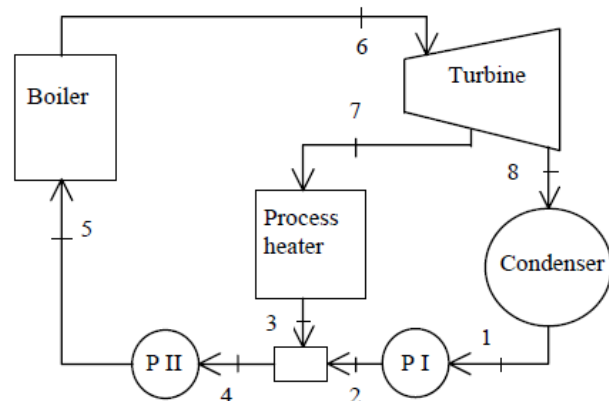 6
Turbine
Boiler
7
8
Process
heater
5
Condenser
3
1
P II
P I
4
2